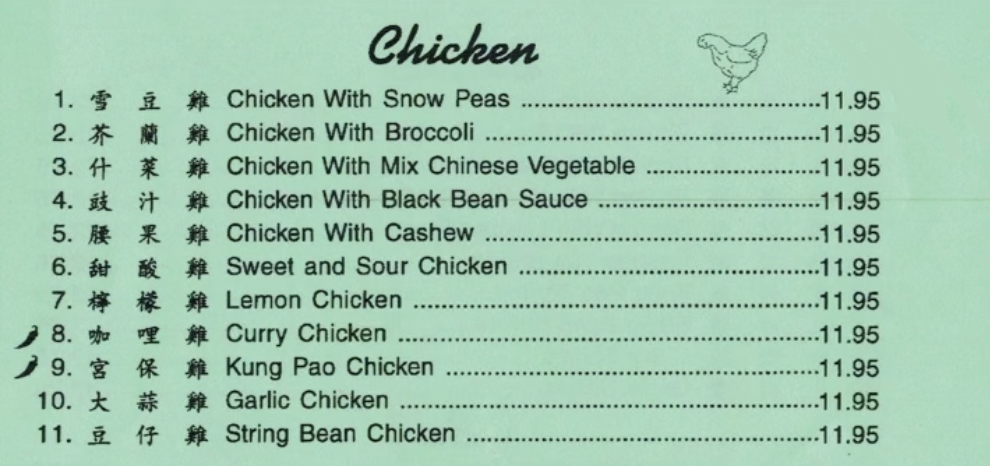 Chicken
1. 雪豆雞 Chicken With Snow Peas 11.95
2. 芥蘭雞 Chicken With Broccoli 11.95
3. 什菜雞 Chicken With Mix Chinese Vegetable 11.95
4. 豉汁雞 Chicken With Black Bean Sauce 11.95
5. 腰果雞 Chicken With Cashew 11.95
6. 甜酸雞 Sweet and Sour Chicken 11.95
7. 檸檬雞 Lemon Chicken 11.95
8. 咖哩雞 Curry Chicken 11.95
9. 宮保雞 Kung Pao Chicken 11.95
10. 大蒜雞 Garlic Chicken 11.95
11. 豆仔雞 String Bean Chicken 11.95